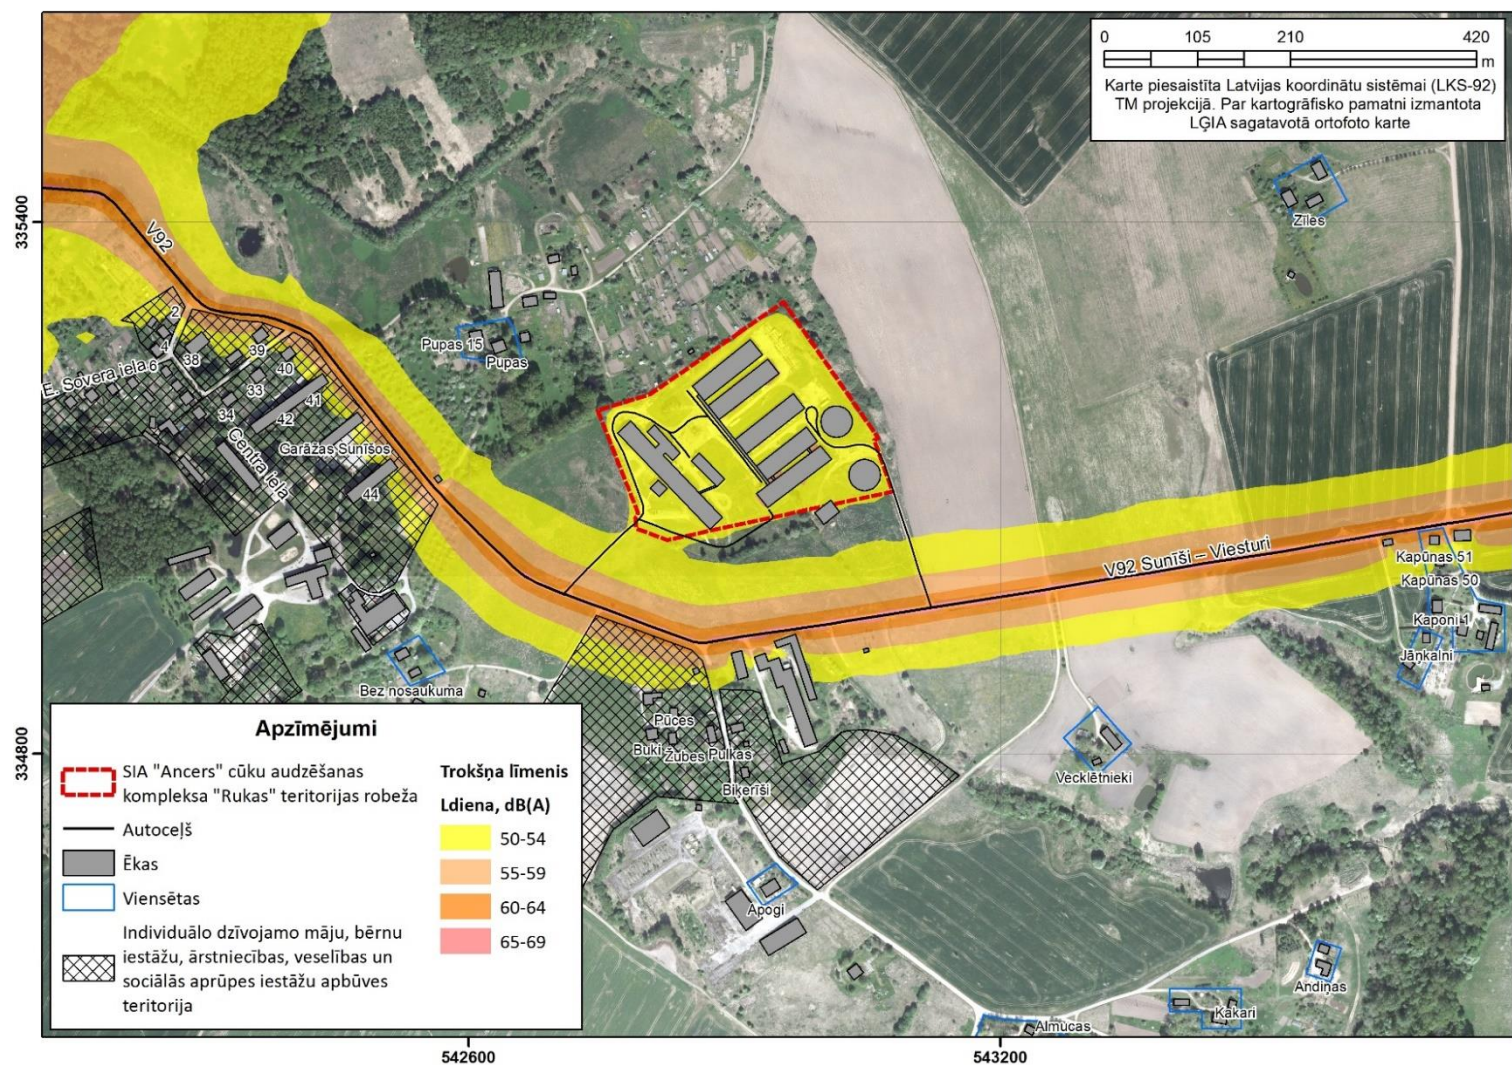 0 105 210 420
m
Karte piesaistīta Latvijas koordinātu sistēmai (LKS-92)
TM projekcijā. Par kartogrāfisko pamatni izmantota
LĢIA sagatavotā ortofoto karte
Zīles
335400
V92
2
4
38
39
E. Sovera iela
6
40
33
41
34
42
Pupas 15
Pupas
Garāžas Sunīšos
Centra iela
44
V92 Sunīši – Viesturi
Kapūnas 51
Kapūnas 50
Kaponi 1
Jānkalni
Bez nosaukuma
Pūces
Buki
Žubes
Pulkas
Biķerīši
Vecklētnieki
334800
Apogi
Andiņas
Kakari
Almūcas
Apzīmējumi
SIA "Ancers" cūku audzēšanas
kompleksa "Rukas" teritorijas robeža
Autoceļš
Ēkas
Viensētas
Individuālo dzīvojamo māju, bērnu
iestāžu, ārstniecības, veselības un
sociālās aprūpes iestāžu apbūves
teritorija
Trokšņa līmenis
Ldiena, dB(A)
50-54
55-59
60-64
65-69
542600
543200